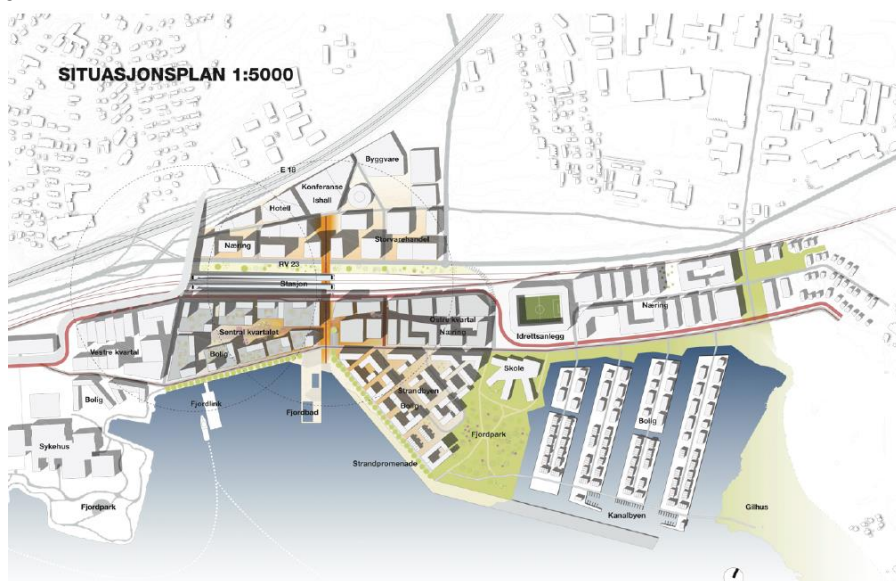 SITUASJONSPLAN 1:5000
E 18
Byggvare
Konferanse
Ishall
Hotell
Næring
Storvarehandel
RV 23
Stasjon
Næring
Sentral kvartalet
Østre kvartal
Næring
Idrettsanlegg
Vestre kvartal
Bolig
Skole
Bolig
Strandbyen
Bolig
Fjordlink
Fjordbad
Bolig
Sykehus
Fjordpark
Strandpromenade
Fjordpark
Kanalbyen
Gilhus